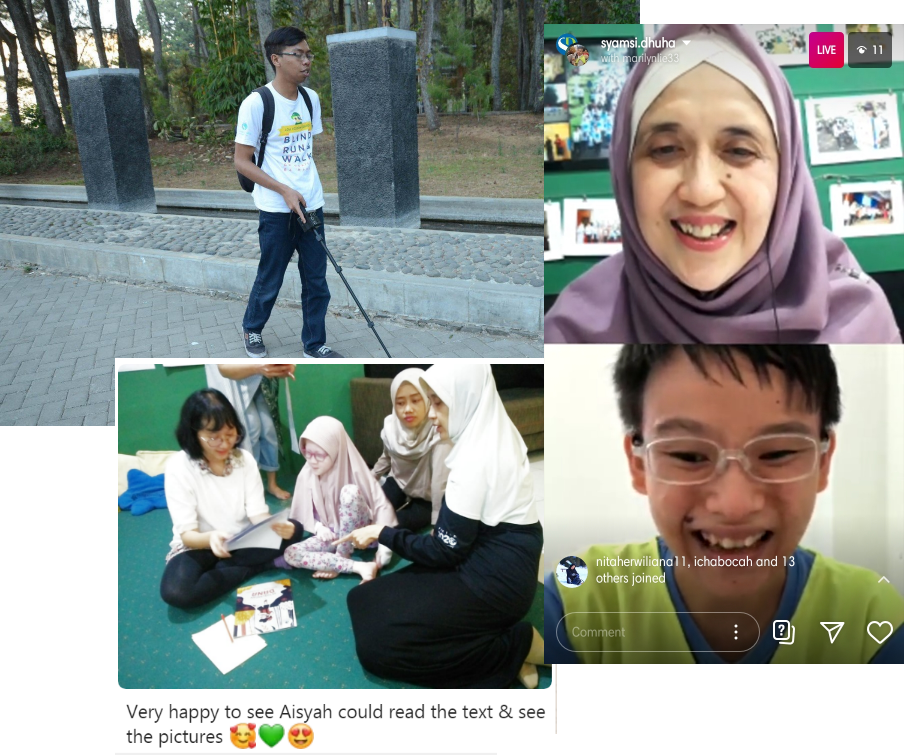 BLIND
RUN &
WALK
syamsi.dhuha
with marilynlie33
LIVE
11
nitaherwiliana11, ichabocah and 13
others joined
Comment
Very happy to see Aisyah could read the text & see
the pictures 🥰💚😍